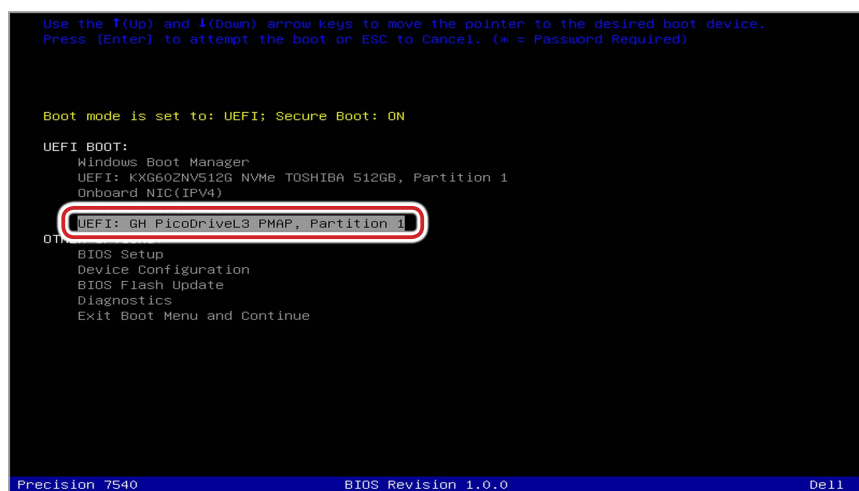 Use the ↑(Up) and ↓(Down) arrow keys to move the pointer to the desired boot device.
Press [Enter] to attempt the boot or ESC to Cancel. (* = Password Required)
Boot mode is set to: UEFI; Secure Boot: ON
UEFI BOOT:
Windows Boot Manager
UEFI: KXG60ZNV512G NVMe TOSHIBA 512GB, Partition 1
Onboard NIC(IPV4)
UEFI: GH PicoDriveL3 PMAP, Partition 1
BIOS Setup
Device Configuration
BIOS Flash Update
Diagnostics
Exit Boot Menu and Continue
Precision 7540 BIOS Revision 1.0.0 Dell